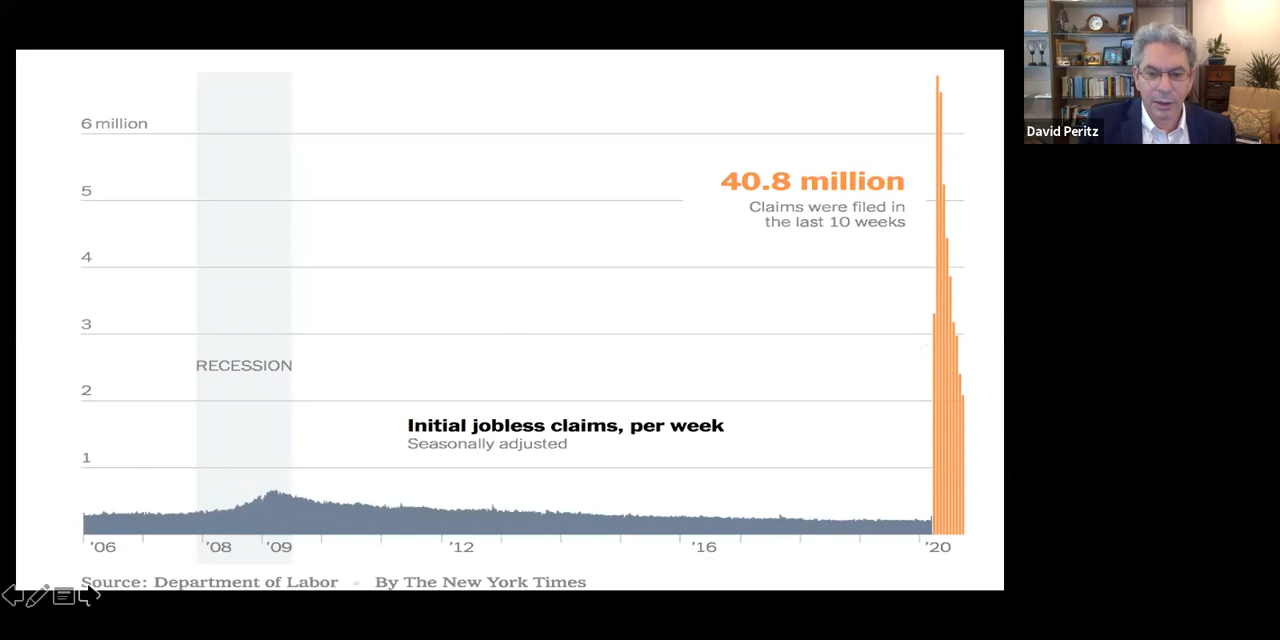 David Peritz
6 million
40.8 million
5
Claims were filed in
the last 10 weeks
4
3
RECESSION
2
Initial jobless claims, per week
Seasonally adjusted
1
’06 ’08 ’09 ’12 ’16 ’20
Source: Department of Labor By The New York Times